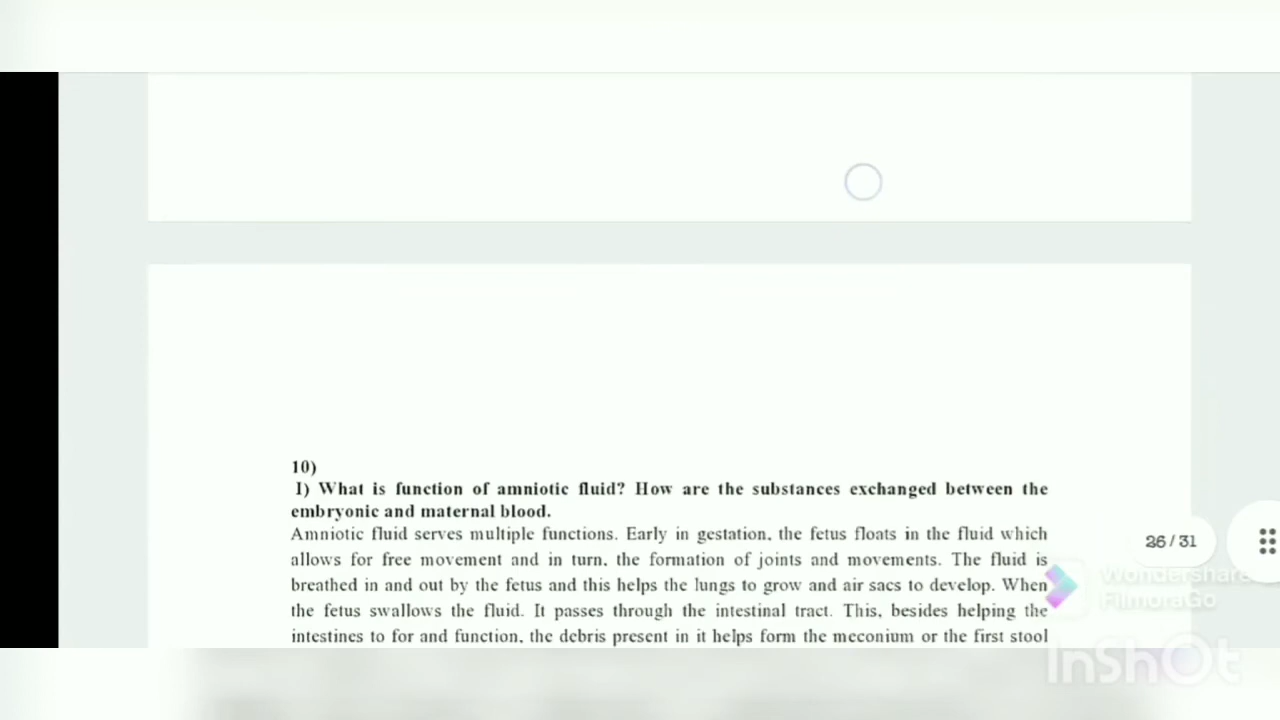 10)
I) What is function of amniotic fluid? How are the substances exchanged between the
embryonic and maternal blood.
Amniotic fluid serves multiple functions. Early in gestation, the fetus floats in the fluid which
allows for free movement and in turn, the formation of joints and movements. The fluid is
breathed in and out by the fetus and this helps the lungs to grow and air sacs to develop. When
the fetus swallows the fluid. It passes through the intestinal tract. This, besides helping the
intestines to for and function, the debris present in it helps form the meconium or the first stool
26 / 31
Wondershare
FilmoraGo
InShOt